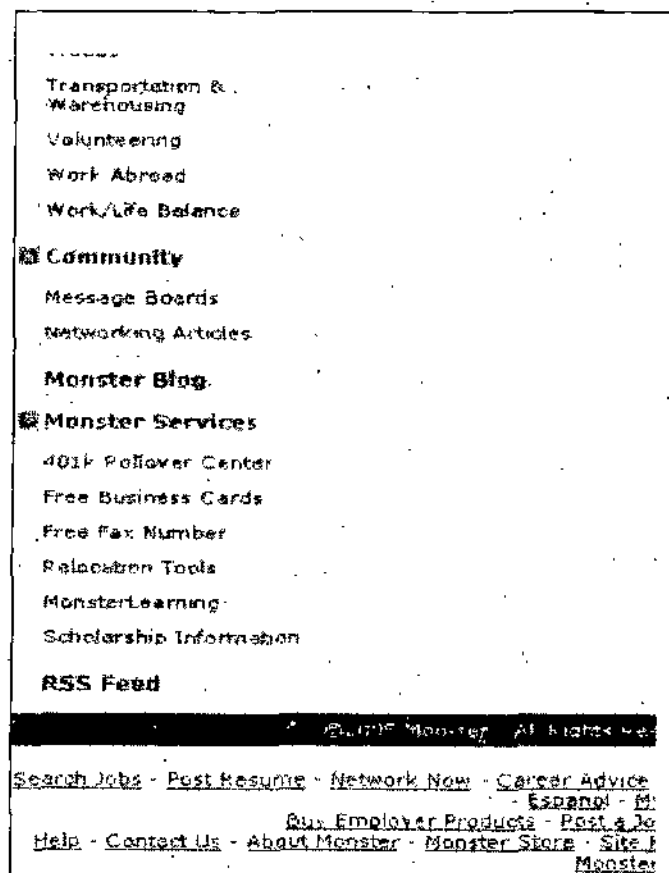 Transportation &
Warehousing
Volunteering
Work Abroad
Work/Life Balance
Community
Message Boards
Networking Articles
Monster Blog
Monster Services
401k Rollover Center
Free Business Cards
Free Fax Number
Relocation Tools
MonsterLearning
Scholarship Information
RSS Feed
Monster All Rights Res
Search Jobs - Post Resume - Network Now - Career Advice
- Espanol - M
Buy Employer Products - Post a Jo
Help - Contact Us - About Monster - Monster Store - Site
Monster